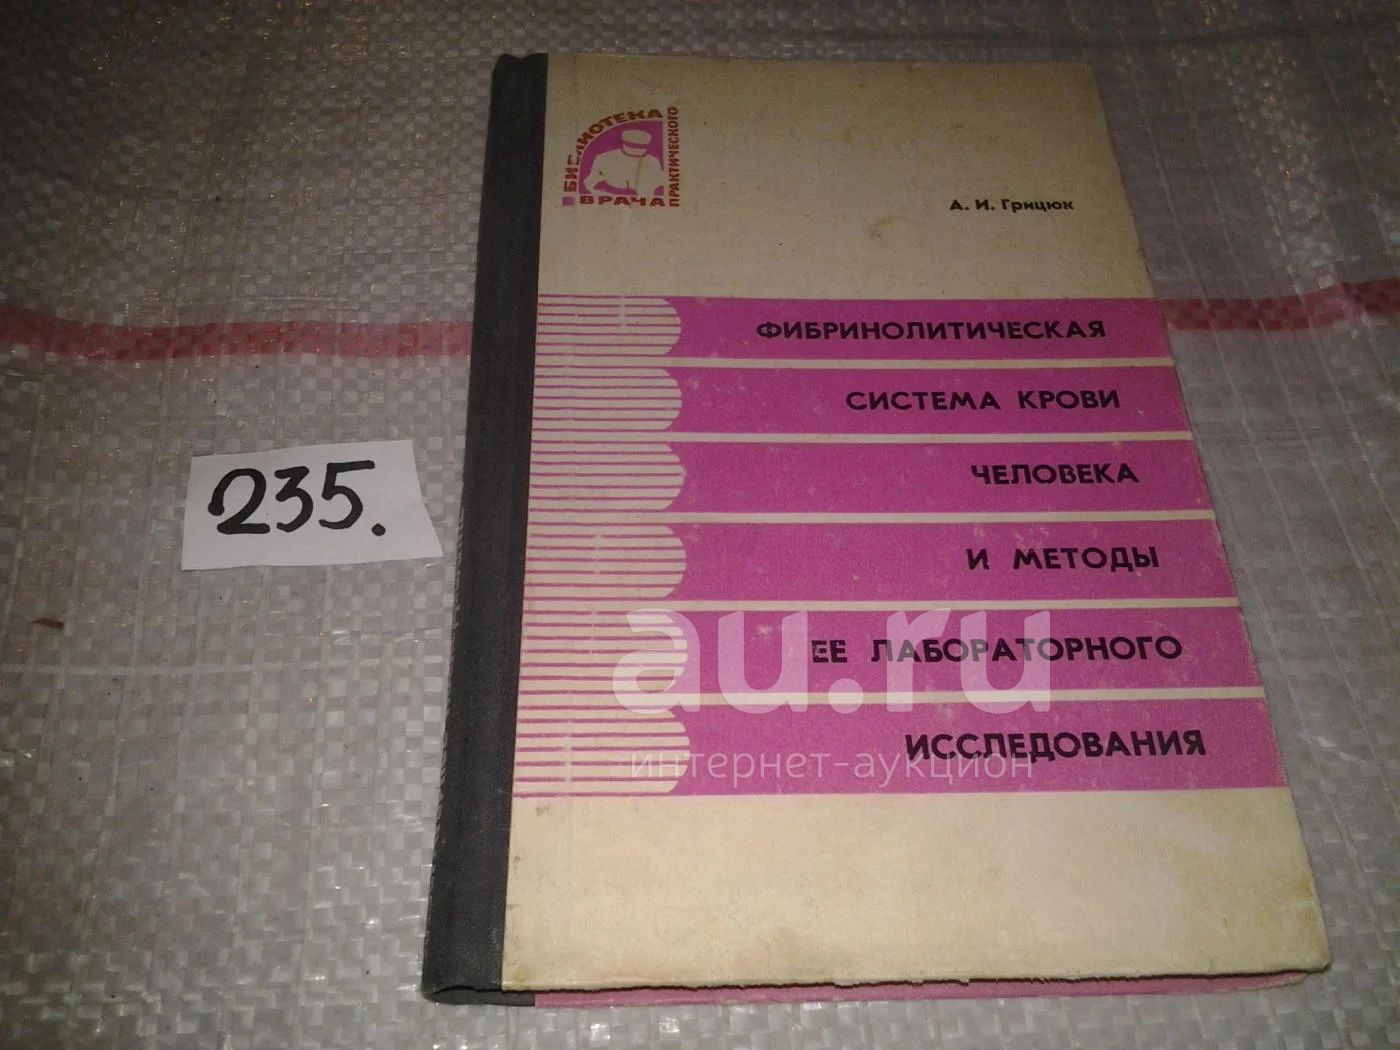 БИБЛИОТЕКА
ПРАКТИЧЕСКОГО
ВРАЧА
А. И. Грицюк
ФИБРИНОЛИТИЧЕСКАЯ
СИСТЕМА КРОВИ
ЧЕЛОВЕКА
И МЕТОДЫ
ЕЕ ЛАБОРАТОРНОГО
ИССЛЕДОВАНИЯ
235.
au.ru
интернет-аукцион